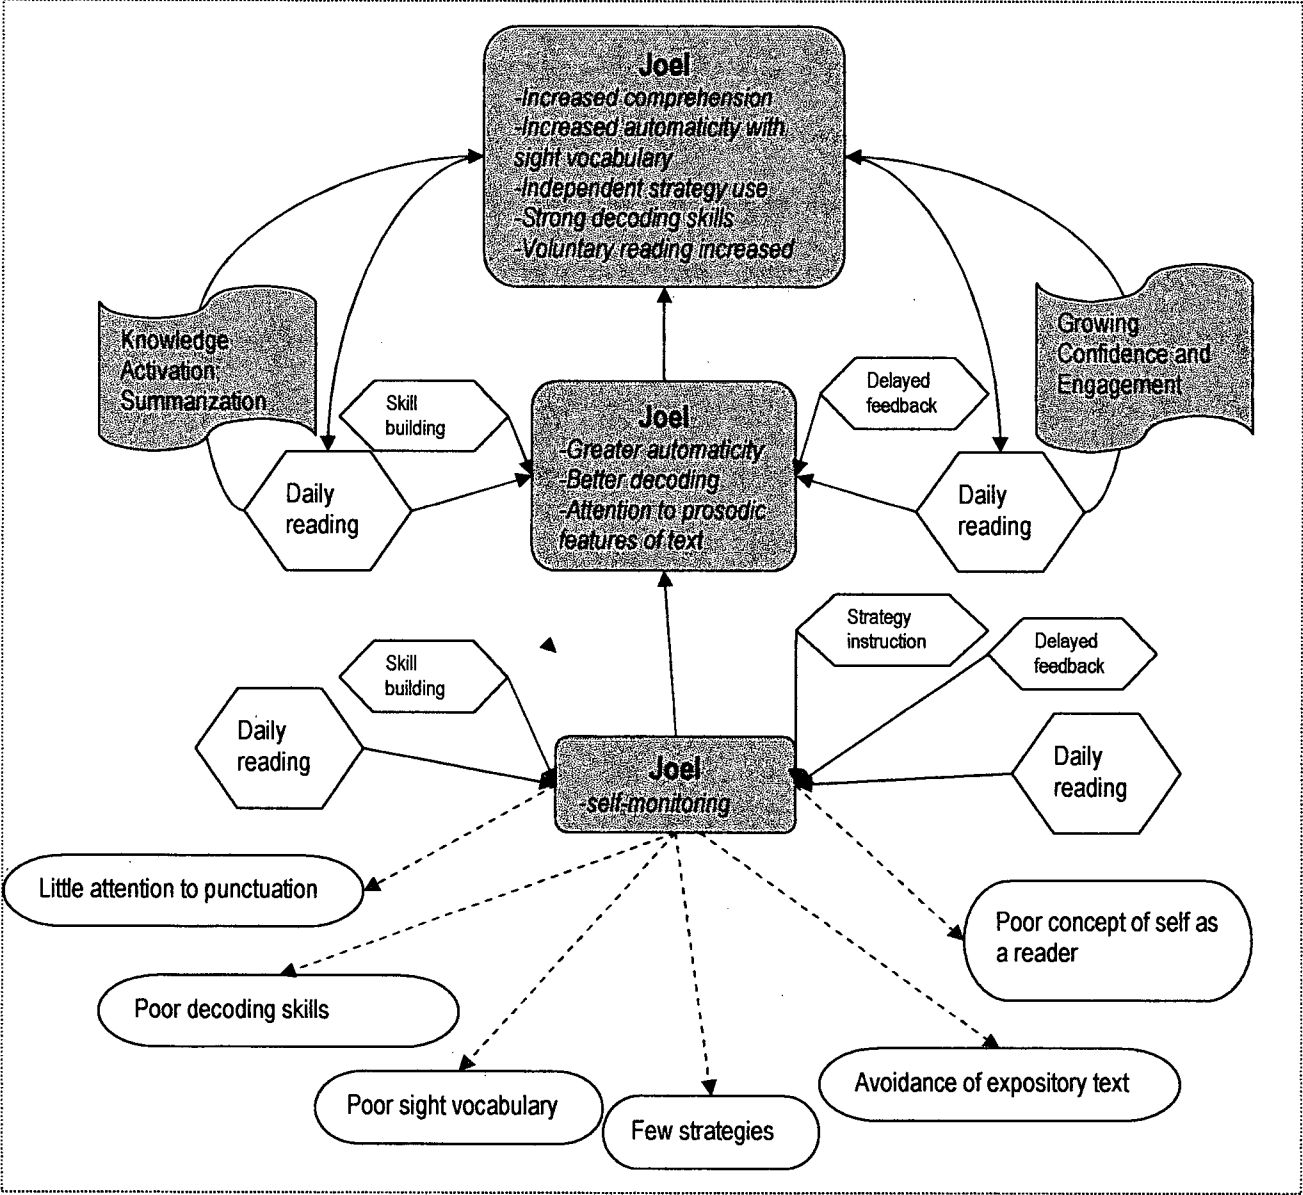 Joel
-Increased comprehension
-Increased automaticity with
sight vocabulary
-Independent strategy use
-Strong decoding skills
-Voluntary reading increased
Knowledge
Activation:
Summarization
Growing
Confidence and
Engagement
Skill
building
Delayed
feedback
Joel
-Greater automaticity
-Better decoding
-Attention to prosodic
features of text
Daily
reading
Daily
reading
Strategy
instruction
Skill
building
Delayed
feedback
Daily
reading
Daily
reading
Joel
-self-monitoring
Little attention to punctuation
Poor concept of self as
a reader
Poor decoding skills
Avoidance of expository text
Poor sight vocabulary
Few strategies